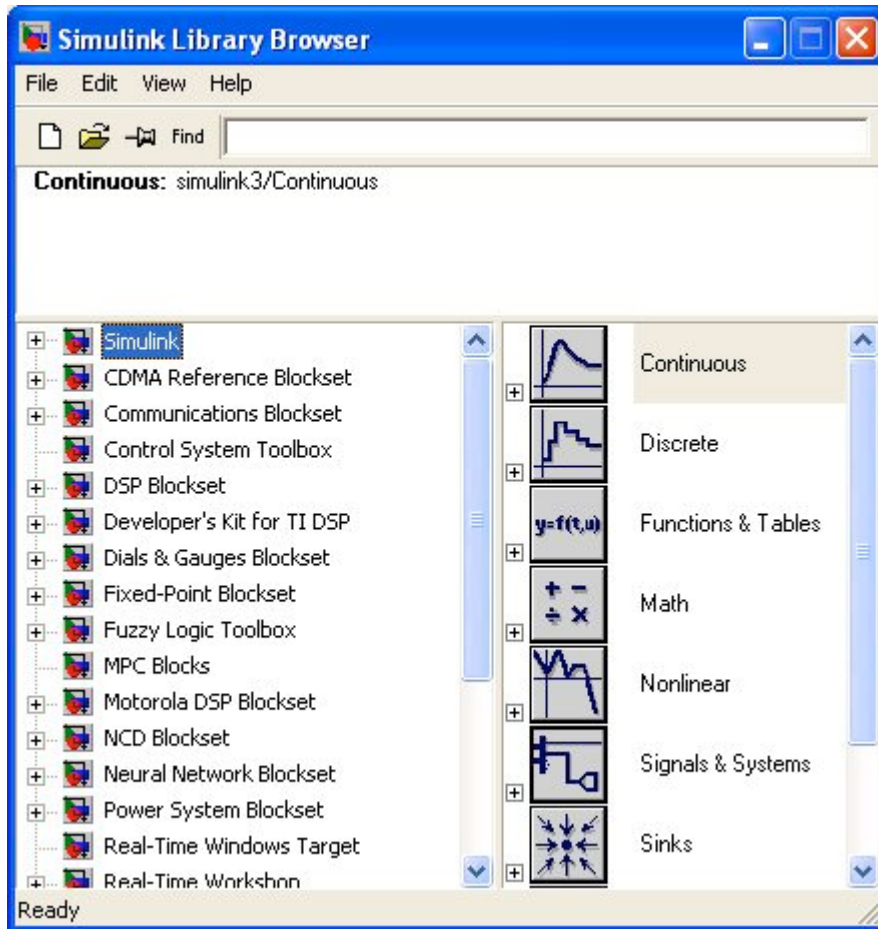 Simulink Library Browser
File Edit View Help
Find
Continuous: simulink3/Continuous
Simulink
CDMA Reference Blockset
Communications Blockset
Control System Toolbox
DSP Blockset
Developer's Kit for TI DSP
Dials & Gauges Blockset
Fixed-Point Blockset
Fuzzy Logic Toolbox
MPC Blocks
Motorola DSP Blockset
NCD Blockset
Neural Network Blockset
Power System Blockset
Real-Time Windows Target
Real-Time Workshop
Continuous
Discrete
y=f(t,u) Functions & Tables
+ − ÷ × Math
Nonlinear
Signals & Systems
Sinks
Ready